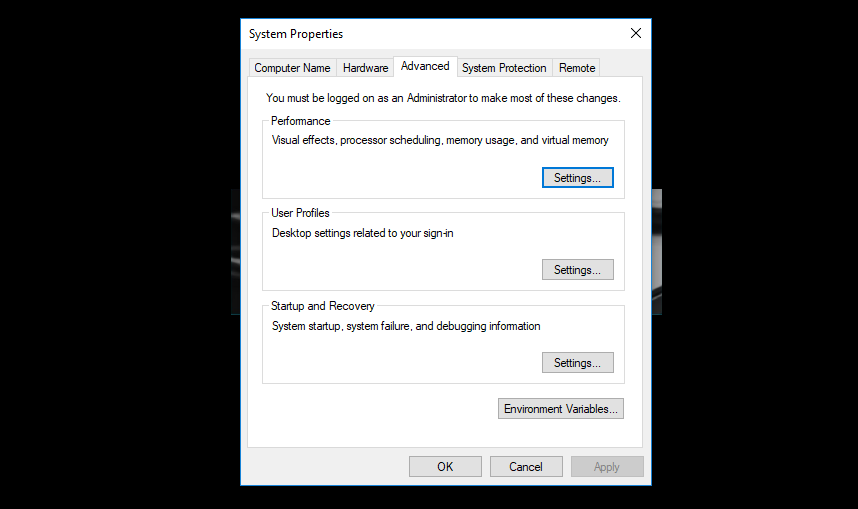 System Properties
Computer Name Hardware Advanced System Protection Remote
You must be logged on as an Administrator to make most of these changes.
Performance
Visual effects, processor scheduling, memory usage, and virtual memory
Settings...
User Profiles
Desktop settings related to your sign-in
Settings...
Startup and Recovery
System startup, system failure, and debugging information
Settings...
Environment Variables...
OK Cancel Apply